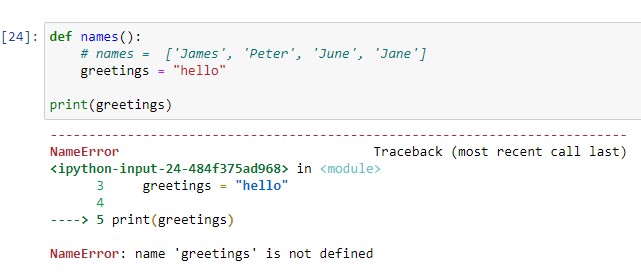 [24]: def names():
# names =  ['James', 'Peter', 'June', 'Jane']
greetings = "hello"
print(greetings)
---------------------------------------------------------------------------
NameError                                 Traceback (most recent call last)
<ipython-input-24-484f375ad968> in <module>
3     greetings = "hello"
4
----> 5 print(greetings)
NameError: name 'greetings' is not defined